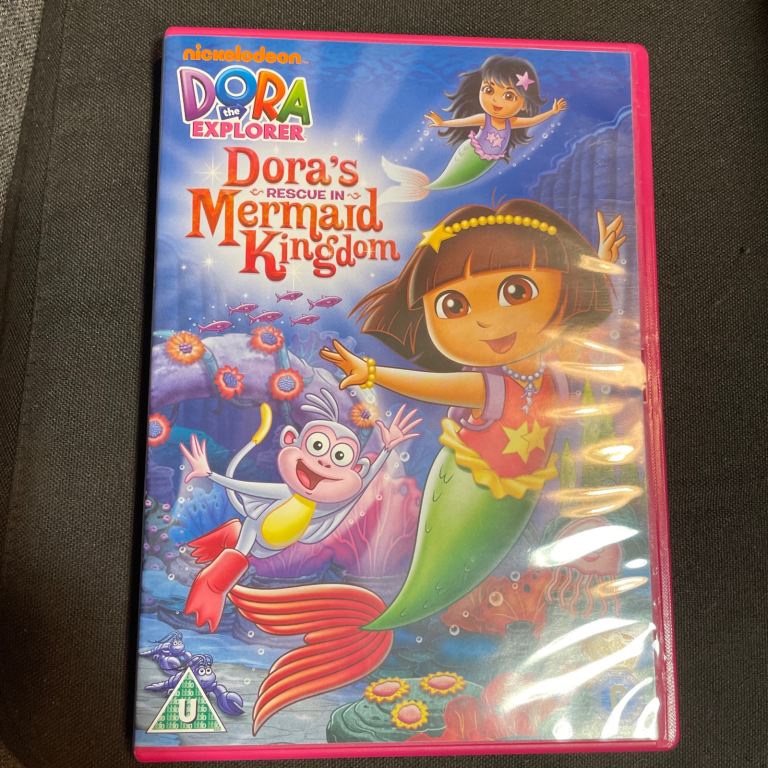 nickelodeon
DORA
the
EXPLORER
Dora's
RESCUE IN
Mermaid
Kingdom
U